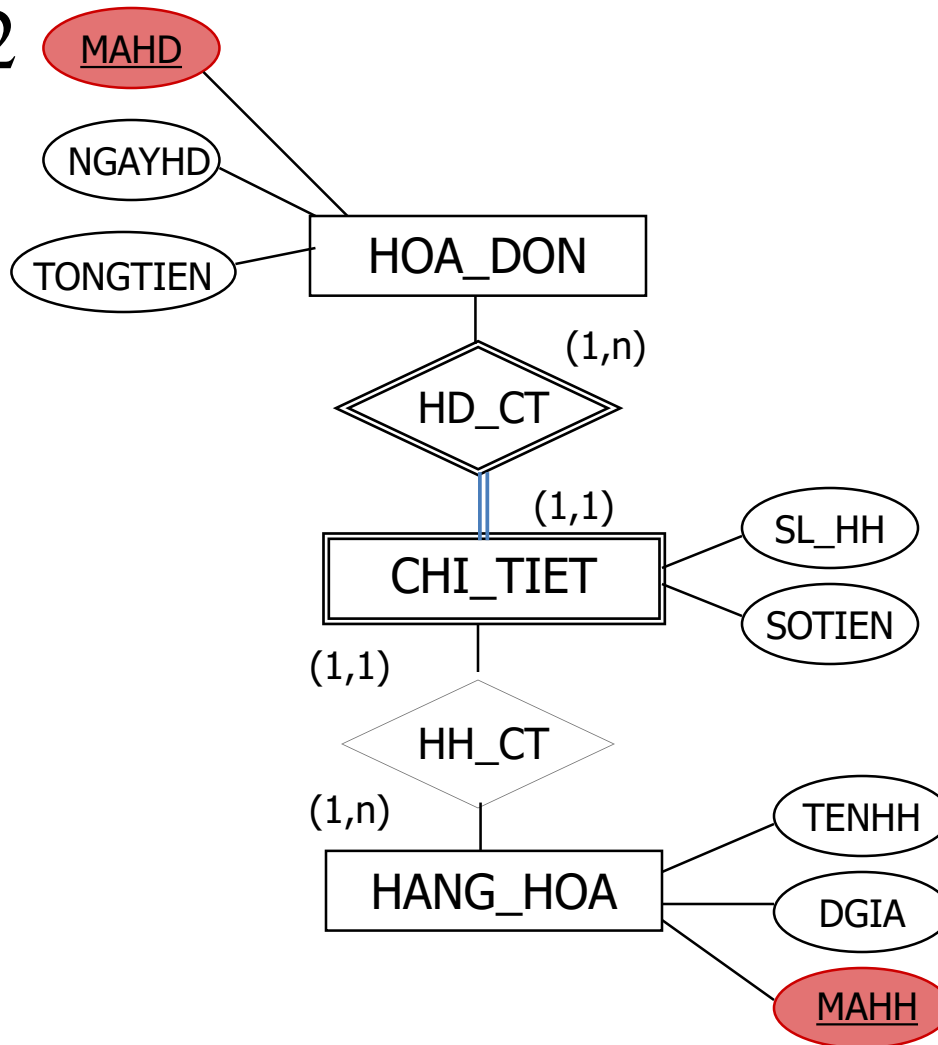 2
MAHD
NGAYHD
TONGTIEN
HOA_DON
(1,n)
HD_CT
(1,1)
SL_HH
CHI_TIET
SOTIEN
(1,1)
HH_CT
(1,n)
TENHH
HANG_HOA
DGIA
MAHH